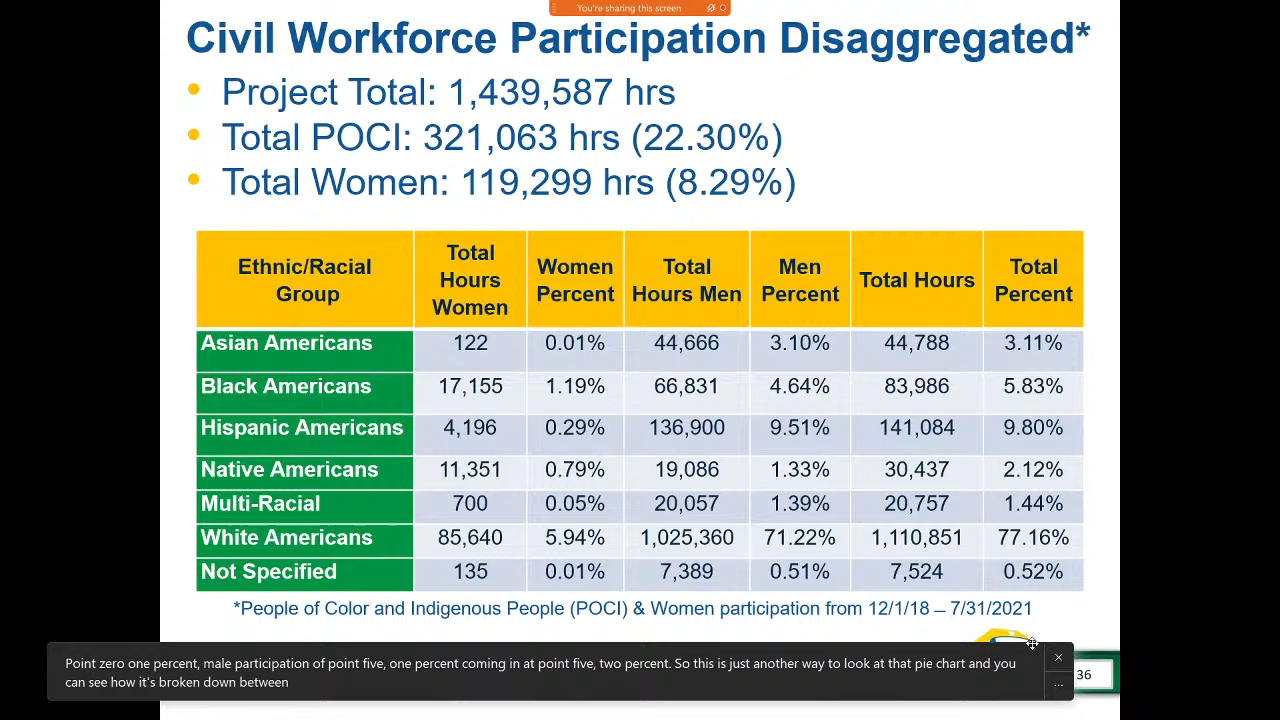 You're sharing this screen
Civil Workforce Participation Disaggregated*
• Project Total: 1,439,587 hrs
• Total POCI: 321,063 hrs (22.30%)
• Total Women: 119,299 hrs (8.29%)
Ethnic/Racial Group Total Hours Women Women Percent Total Hours Men Men Percent Total Hours Total Percent
Asian Americans 122 0.01% 44,666 3.10% 44,788 3.11%
Black Americans 17,155 1.19% 66,831 4.64% 83,986 5.83%
Hispanic Americans 4,196 0.29% 136,900 9.51% 141,084 9.80%
Native Americans 11,351 0.79% 19,086 1.33% 30,437 2.12%
Multi-Racial 700 0.05% 20,057 1.39% 20,757 1.44%
White Americans 85,640 5.94% 1,025,360 71.22% 1,110,851 77.16%
Not Specified 135 0.01% 7,389 0.51% 7,524 0.52%
*People of Color and Indigenous People (POCI) & Women participation from 12/1/18 – 7/31/2021
Point zero one percent, male participation of point five, one percent coming in at point five, two percent. So this is just another way to look at that pie chart and you
can see how it's broken down between
36